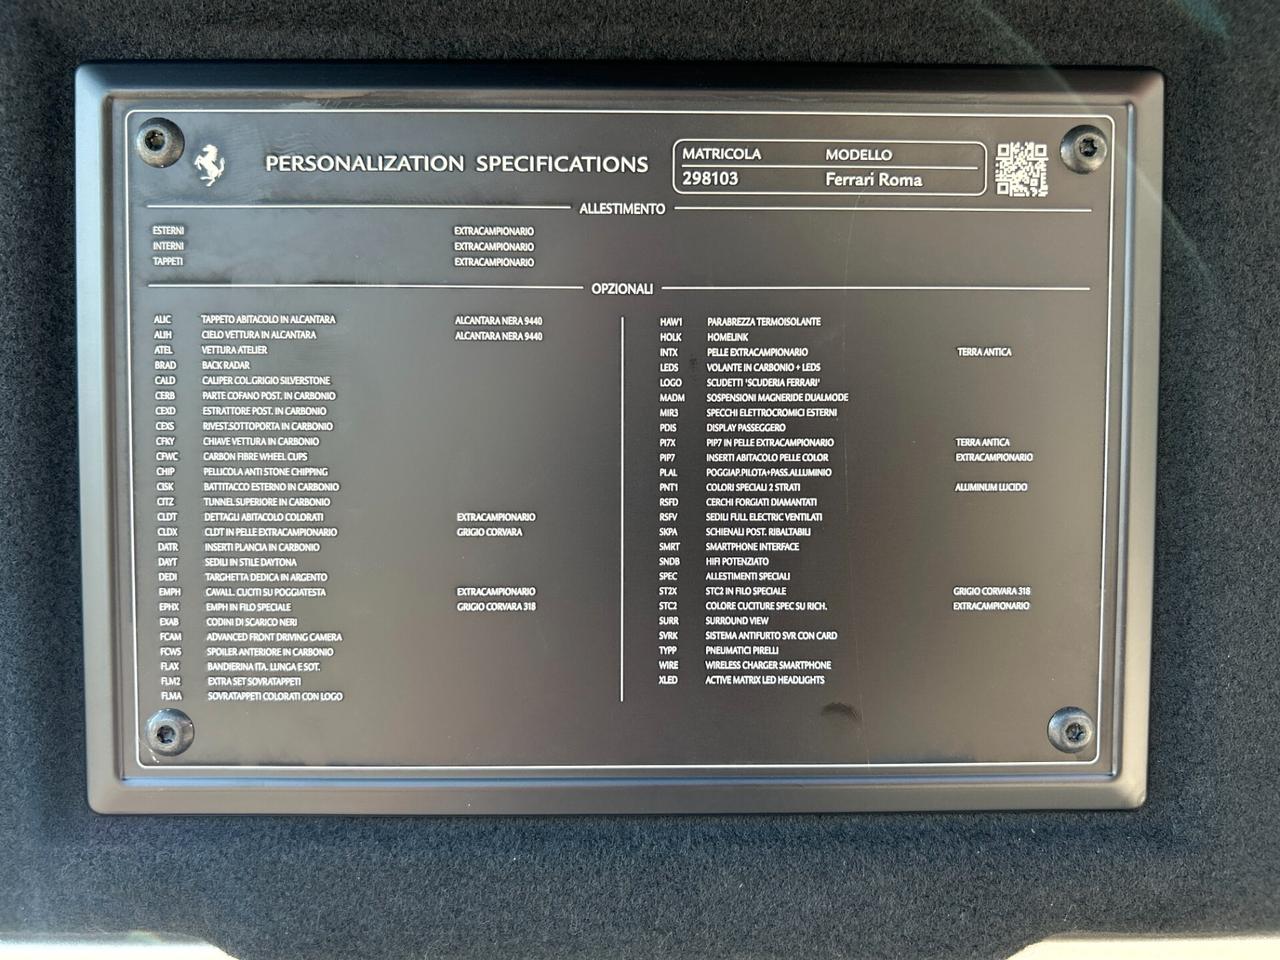 PERSONALIZATION SPECIFICATIONS
MATRICOLA MODELLO
298103 Ferrari Roma
ALLESTIMENTO
ESTERNI EXTRACAMPIONARIO
INTERNI EXTRACAMPIONARIO
TAPPETI EXTRACAMPIONARIO
OPZIONALI
ALIC TAPPETO ABITACOLO IN ALCANTARA ALCANTARA NERA 9440
ALIH CIELO VETTURA IN ALCANTARA ALCANTARA NERA 9440
ATEL VETTURA ATELIER
BRAD BACK RADAR
CALD CALIPER COL.GRIGIO SILVERSTONE
CERB PARTE COFANO POST. IN CARBONIO
CEXD ESTRATTORE POST. IN CARBONIO
CEXS RIVEST.SOTTOPORTA IN CARBONIO
CFKY CHIAVE VETTURA IN CARBONIO
CFWC CARBON FIBRE WHEEL CUPS
CHIP PELLICOLA ANTI STONE CHIPPING
CISK BATTITACCO ESTERNO IN CARBONIO
CITZ TUNNEL SUPERIORE IN CARBONIO
CLDT DETTAGLI ABITACOLO COLORATI EXTRACAMPIONARIO
CLDX CLDT IN PELLE EXTRACAMPIONARIO GRIGIO CORVARA
DATR INSERTI PLANCIA IN CARBONIO
DAYT SEDILI IN STILE DAYTONA
DEDI TARGHETTA DEDICA IN ARGENTO
EMPH CAVALL. CUCITI SU POGGIATESTA EXTRACAMPIONARIO
EPHX EMPH IN FILO SPECIALE GRIGIO CORVARA 318
EXAB CODINI DI SCARICO NERI
FCAM ADVANCED FRONT DRIVING CAMERA
FCWS SPOILER ANTERIORE IN CARBONIO
FLAX BANDIERINA ITA. LUNGA E SOT.
FLM2 EXTRA SET SOVRATAPPETI
FLMA SOVRATAPPETI COLORATI CON LOGO
HAW1 PARABREZZA TERMOISOLANTE
HOLK HOMELINK
INTX PELLE EXTRACAMPIONARIO TERRA ANTICA
LEDS VOLANTE IN CARBONIO + LEDS
LOGO SCUDETTI 'SCUDERIA FERRARI'
MADM SOSPENSIONI MAGNERIDE DUALMODE
MIR3 SPECCHI ELETTROCROMICI ESTERNI
PDIS DISPLAY PASSEGGERO
PI7X PIP7 IN PELLE EXTRACAMPIONARIO TERRA ANTICA
PIP7 INSERTI ABITACOLO PELLE COLOR EXTRACAMPIONARIO
PLAL POGGIAP.PILOTA+PASS.ALLUMINIO
PNT1 COLORI SPECIALI 2 STRATI ALUMINUM LUCIDO
RSFD CERCHI FORGIATI DIAMANTATI
RSFV SEDILI FULL ELECTRIC VENTILATI
SKPA SCHIENALI POST. RIBALTABILI
SMRT SMARTPHONE INTERFACE
SNDB HIFI POTENZIATO
SPEC ALLESTIMENTI SPECIALI
ST2X STC2 IN FILO SPECIALE GRIGIO CORVARA 318
STC2 COLORE CUCITURE SPEC SU RICH. EXTRACAMPIONARIO
SURR SURROUND VIEW
SVRK SISTEMA ANTIFURTO SVR CON CARD
TYPP PNEUMATICI PIRELLI
WIRE WIRELESS CHARGER SMARTPHONE
XLED ACTIVE MATRIX LED HEADLIGHTS